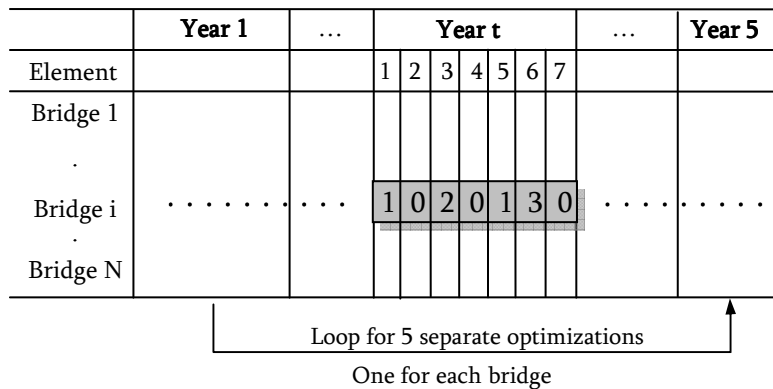 Year 1 … Year t … Year 5
Element 1 2 3 4 5 6 7
Bridge 1
.
Bridge i . . . . . . . . . . . . . 1 0 2 0 1 3 0 . . . . . . . . .
.
Bridge N
Loop for 5 separate optimizations
One for each bridge